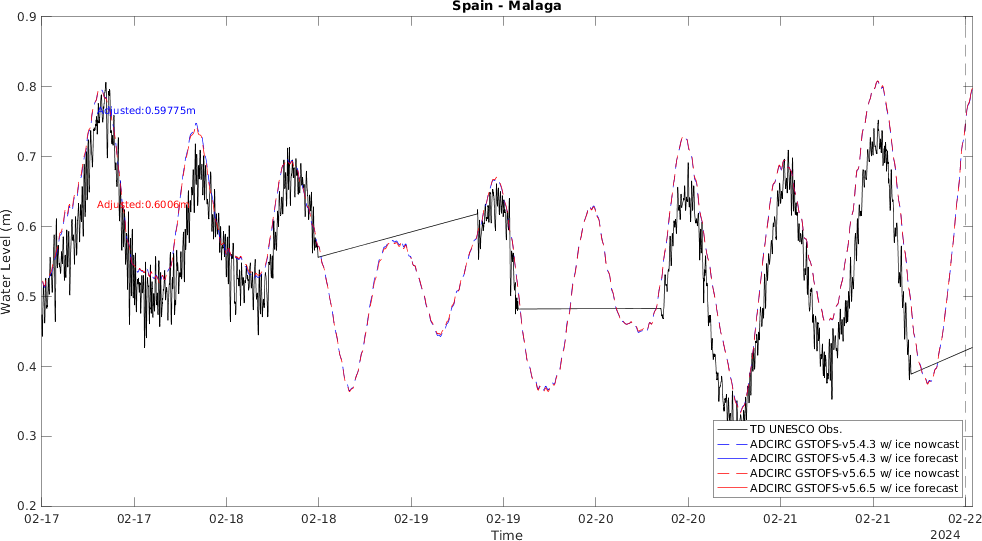 Spain - Malaga
0.9
0.8
0.7
0.6
0.5
0.4
0.3
0.2
Water Level (m)
Adjusted:0.59775m
Adjusted:0.6006m
TD UNESCO Obs.
ADCIRC GSTOFS-v5.4.3 w/ ice nowcast
ADCIRC GSTOFS-v5.4.3 w/ ice forecast
ADCIRC GSTOFS-v5.6.5 w/ ice nowcast
ADCIRC GSTOFS-v5.6.5 w/ ice forecast
02-17 02-17 02-18 02-18 02-19 02-19 02-20 02-20 02-21 02-21 02-22
2024
Time